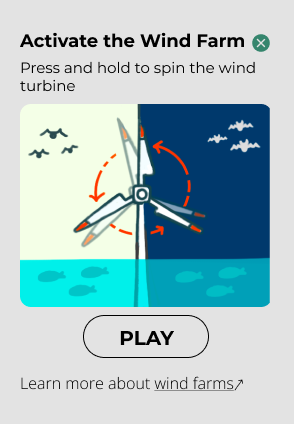 Activate the Wind Farm
Press and hold to spin the wind
turbine
PLAY
Learn more about wind farms↗